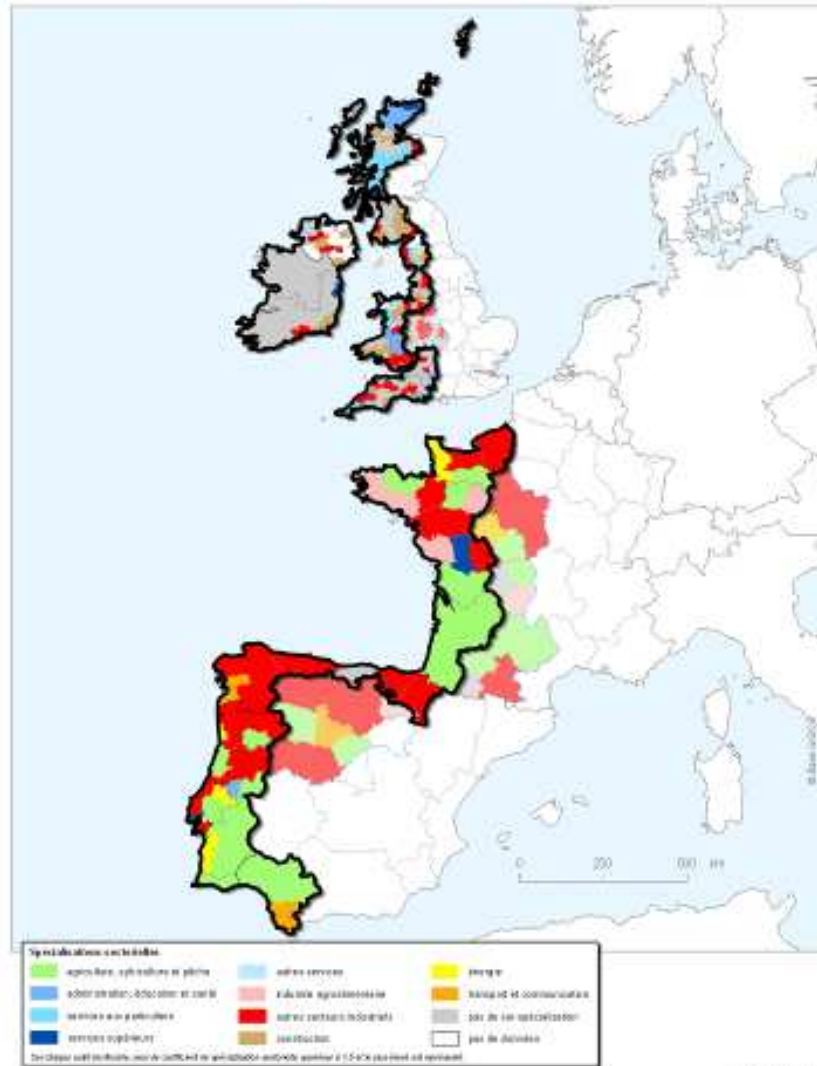 0 250 500 km
Spécialisations sectorielles
agriculture, sylviculture et pêche
administration, éducation et santé
services aux particuliers
services supérieurs
autres services
industrie agroalimentaire
autres secteurs industriels
construction
énergie
transport et communication
pas de sur-spécialisation
pas de données